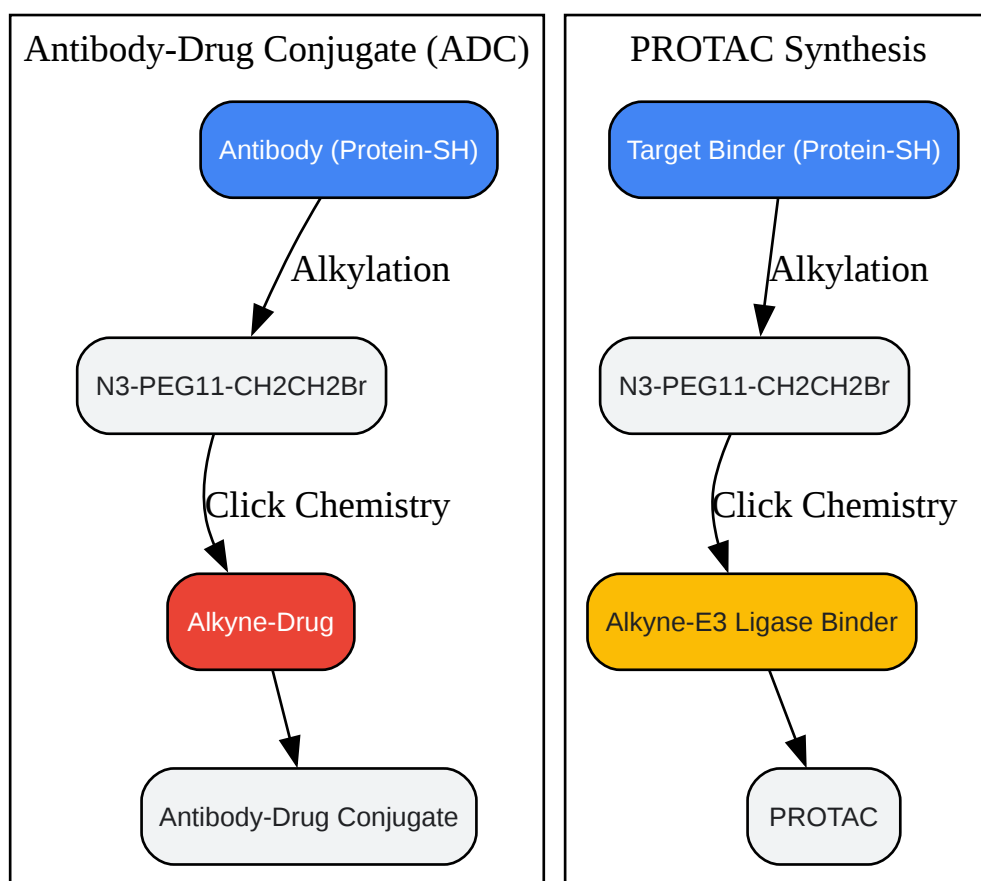 Antibody-Drug Conjugate (ADC)
Antibody (Protein-SH)
Alkylation
N3-PEG11-CH2CH2Br
Click Chemistry
Alkyne-Drug
Antibody-Drug Conjugate
PROTAC Synthesis
Target Binder (Protein-SH)
Alkylation
N3-PEG11-CH2CH2Br
Click Chemistry
Alkyne-E3 Ligase Binder
PROTAC